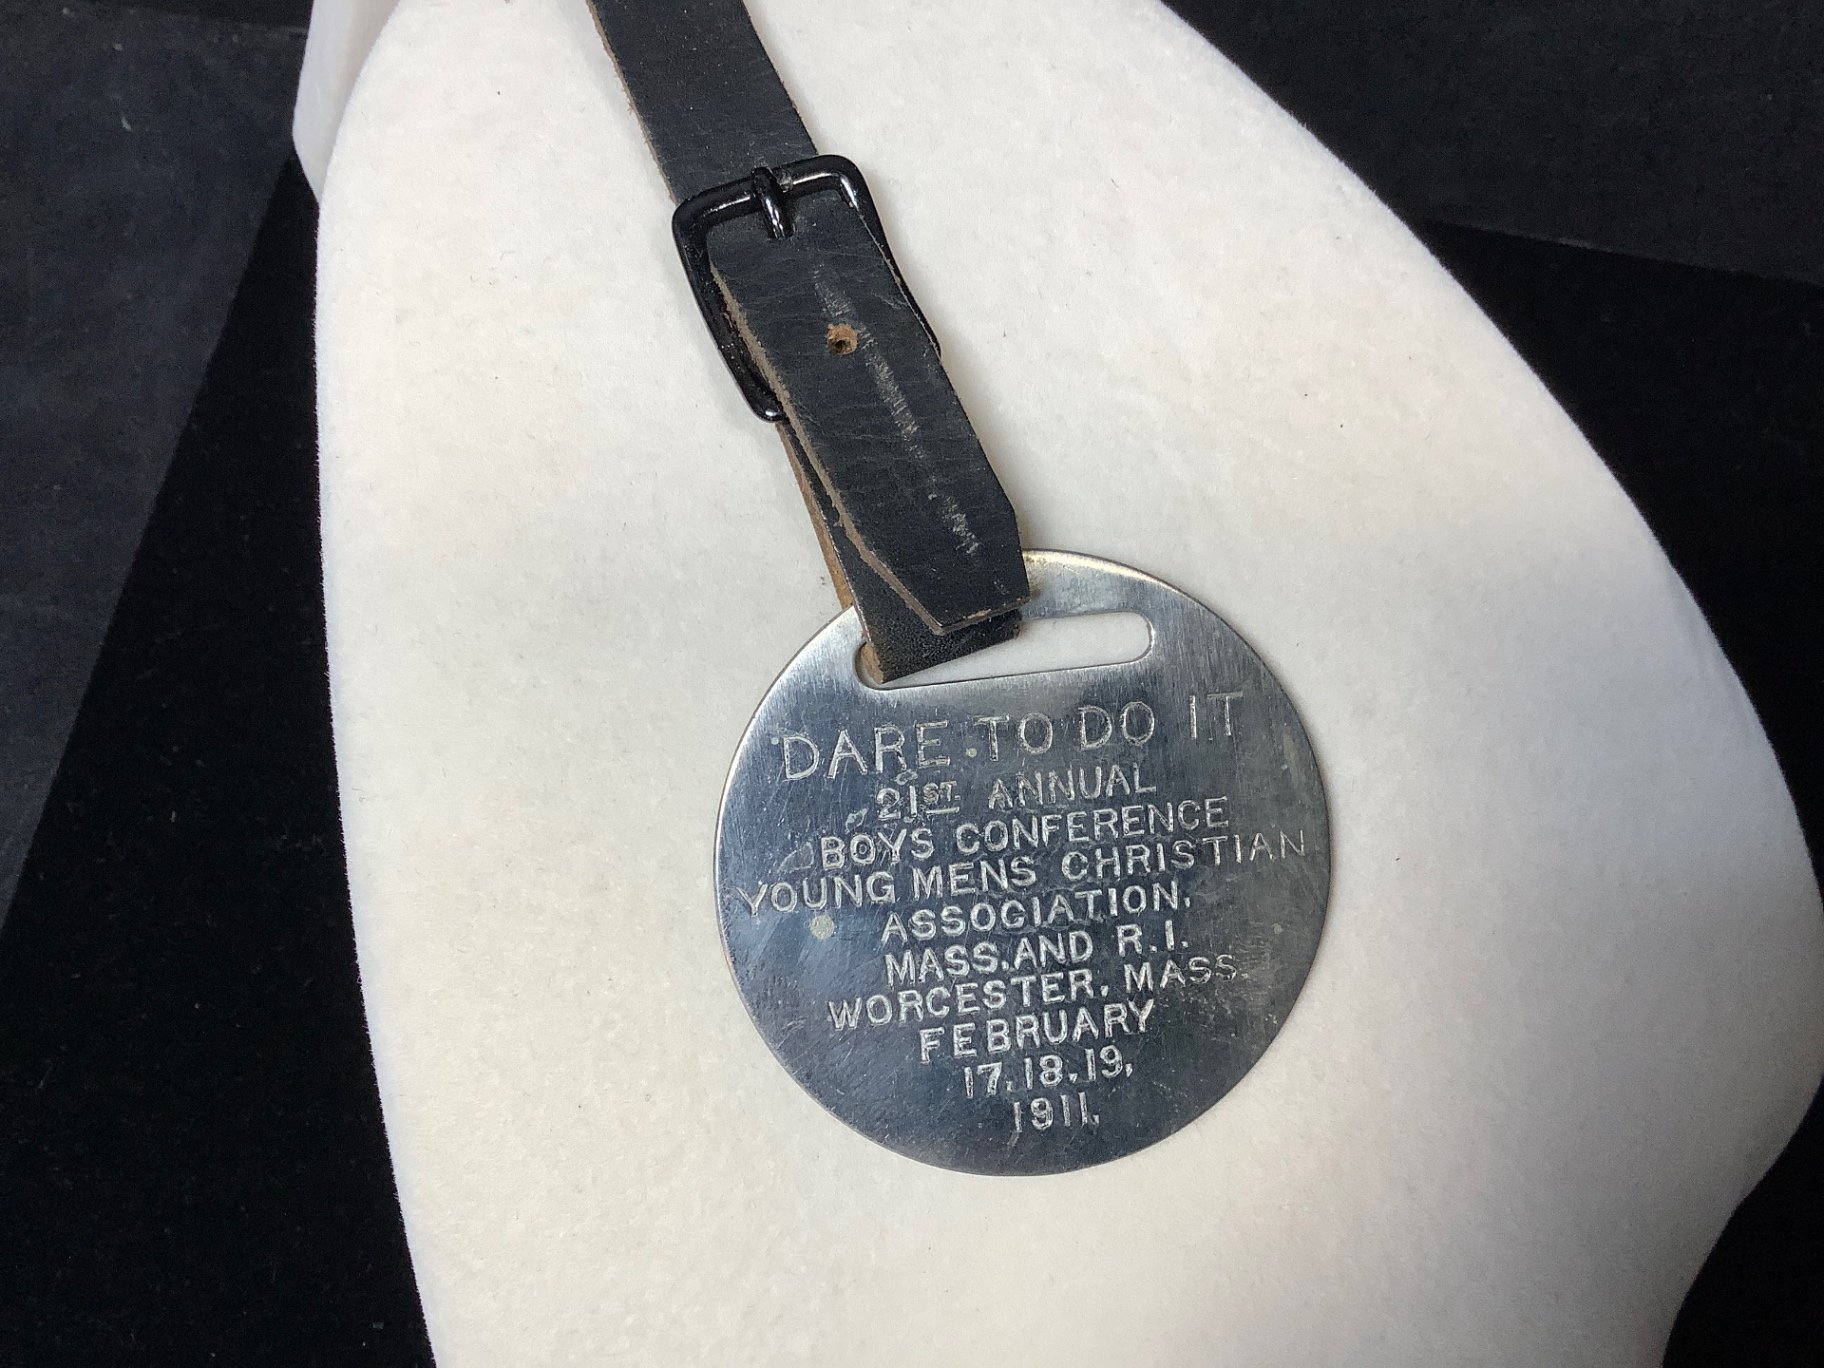 DARE TO DO IT
21ST. ANNUAL
BOYS CONFERENCE
YOUNG MENS CHRISTIAN
ASSOCIATION,
MASS. AND R.I.
WORCESTER, MASS.
FEBRUARY
17, 18, 19,
1911.